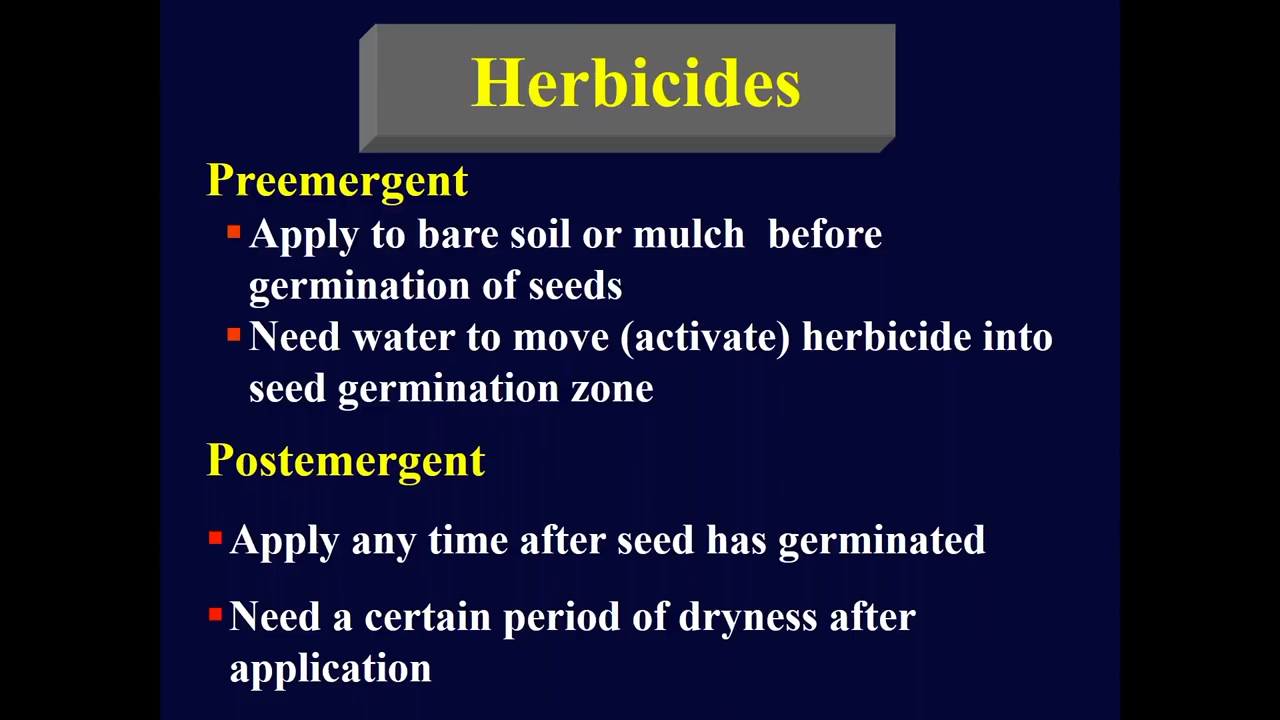 Herbicides
Preemergent
Apply to bare soil or mulch before
germination of seeds
Need water to move (activate) herbicide into
seed germination zone
Postemergent
Apply any time after seed has germinated
Need a certain period of dryness after
application